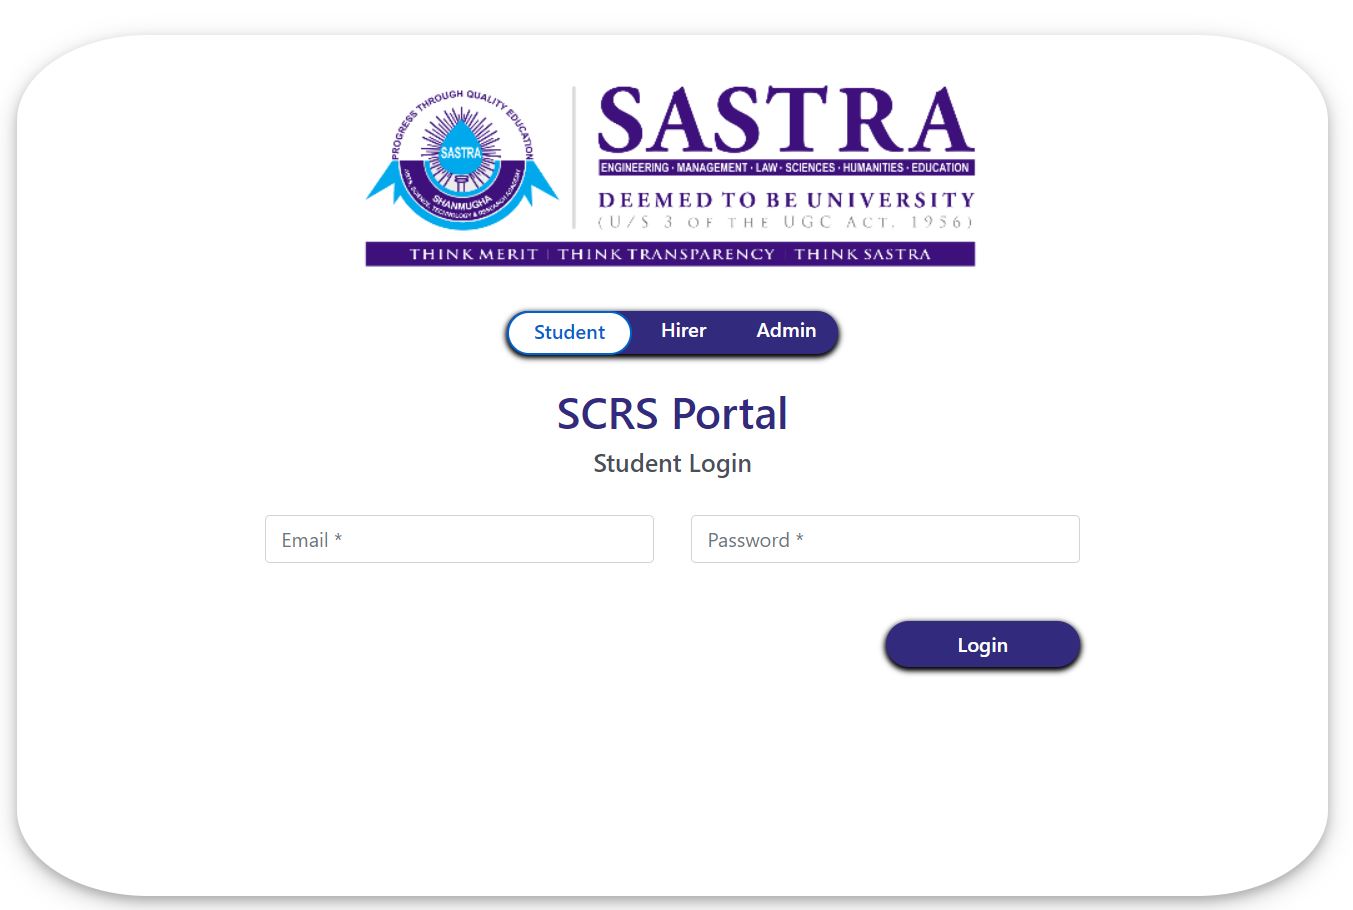 PROGRESS THROUGH QUALITY EDUCATION
SASTRA
SHANMUGHA
ARTS, SCIENCE, TECHNOLOGY & RESEARCH ACADEMY
SASTRA
ENGINEERING · MANAGEMENT · LAW · SCIENCES · HUMANITIES · EDUCATION
DEEMED TO BE UNIVERSITY
(U/S 3 OF THE UGC ACT, 1956)
THINK MERIT | THINK TRANSPARENCY | THINK SASTRA
Student Hirer Admin
SCRS Portal
Student Login
Email * Password *
Login